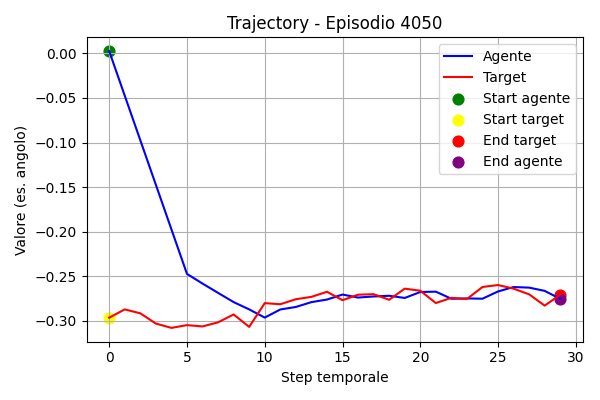 Trajectory - Episodio 4050
Agente
Target
Start agente
Start target
End target
End agente
Valore (es. angolo)
0.00
−0.05
−0.10
−0.15
−0.20
−0.25
−0.30
0 5 10 15 20 25 30
Step temporale